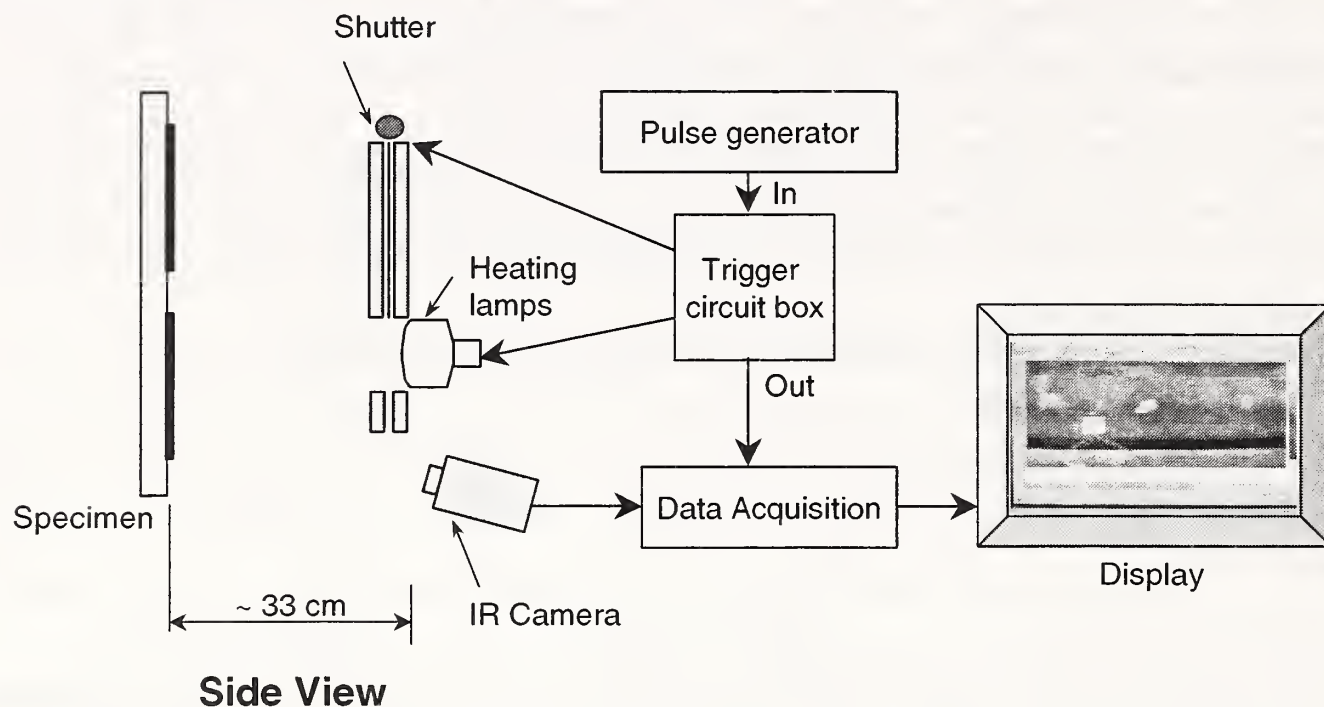 Shutter
Pulse generator
In
Heating
lamps
Trigger
circuit box
Out
Specimen
Data Acquisition
Display
~ 33 cm
IR Camera
Side View